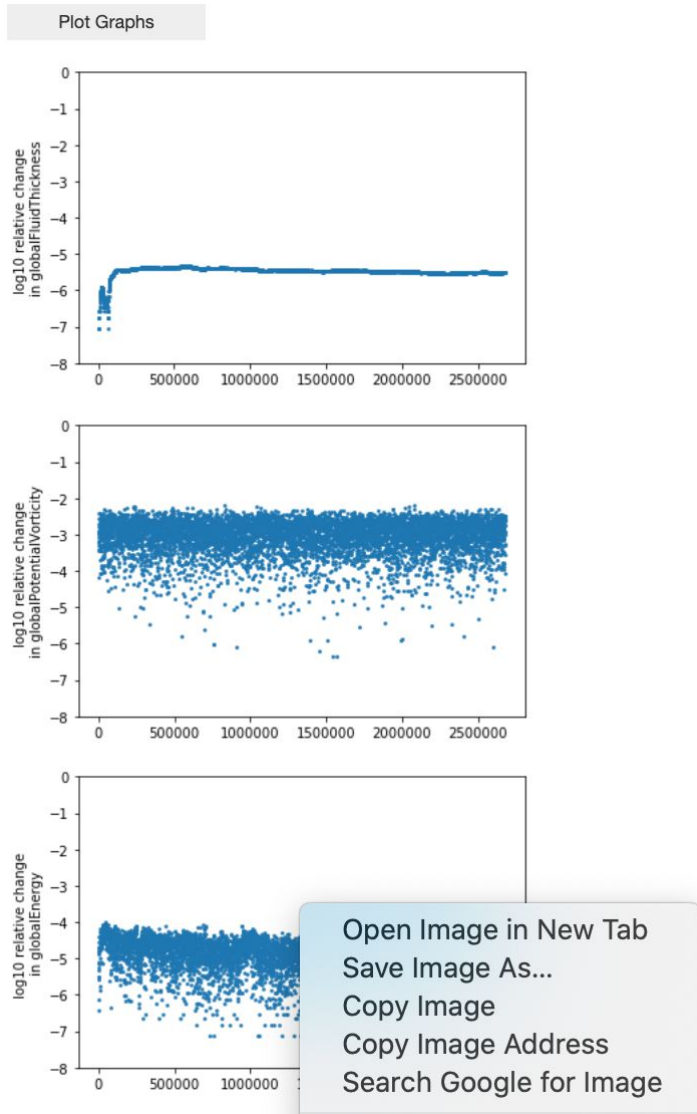 Plot Graphs
0
−1
−2
−3
−4
−5
−6
−7
−8
log10 relative change
in globalFluidThickness
0 500000 1000000 1500000 2000000 2500000
0
−1
−2
−3
−4
−5
−6
−7
−8
log10 relative change
in globalPotentialVorticity
0 500000 1000000 1500000 2000000 2500000
0
−1
−2
−3
−4
−5
−6
−7
−8
log10 relative change
in globalEnergy
0 500000 1000000
Open Image in New Tab
Save Image As...
Copy Image
Copy Image Address
Search Google for Image